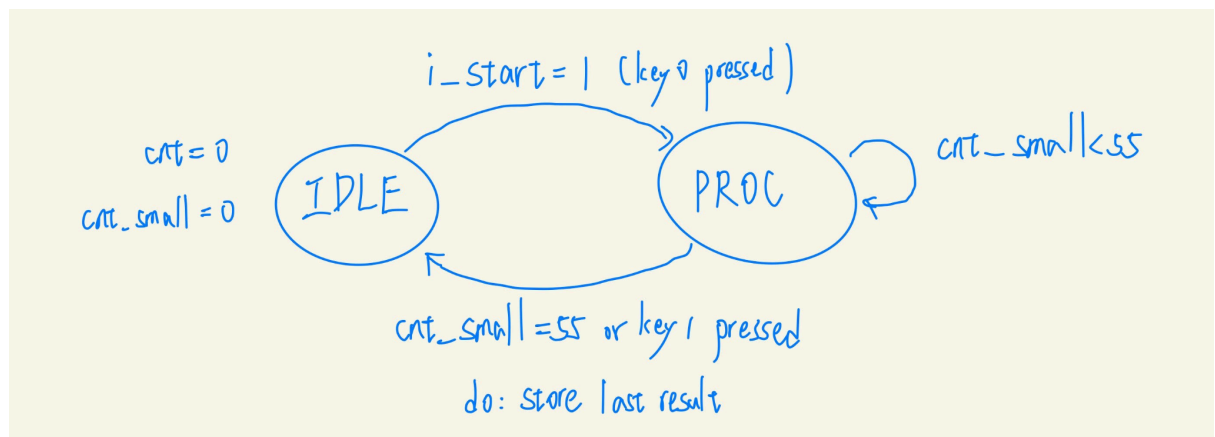 i_start = 1 (key 0 pressed)
cnt = 0
cnt_small = 0
IDLE
PROC
cnt_small<55
cnt_small = 55 or key 1 pressed
do: store last result